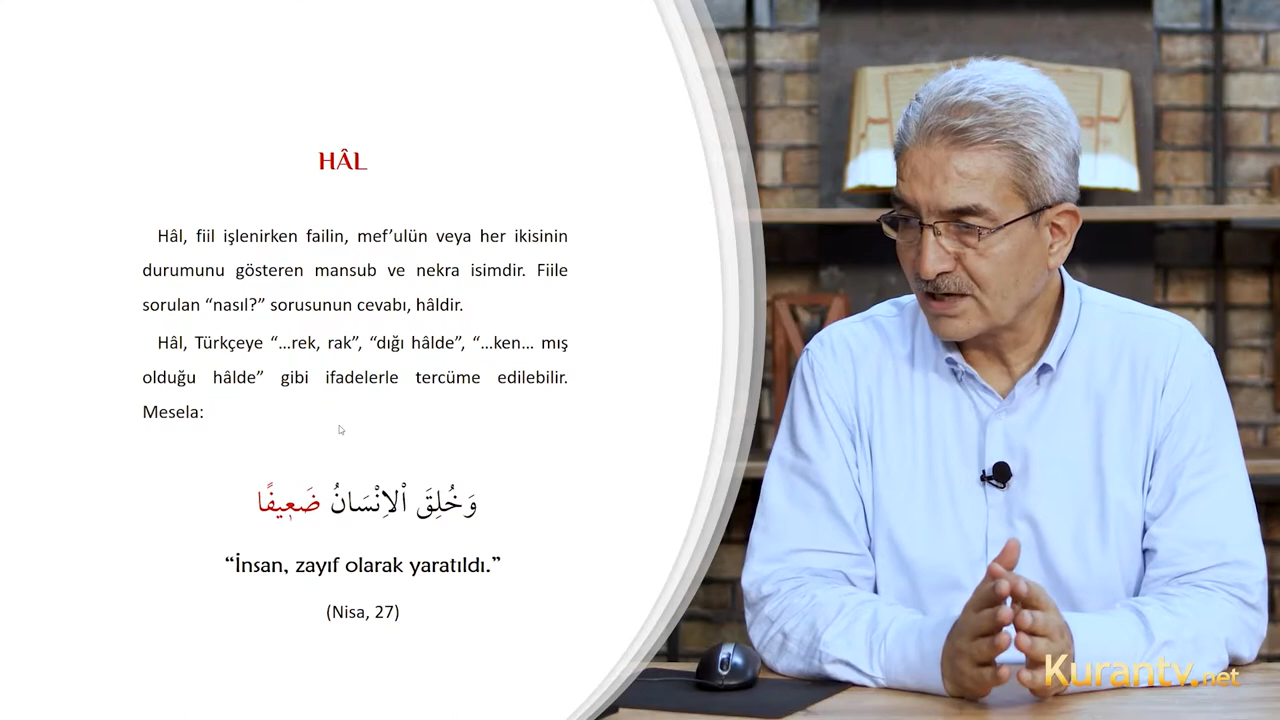 HÂL
Hâl, fiil işlenirken failin, mef’ulün veya her ikisinin
durumunu gösteren mansub ve nekra isimdir. Fiile
sorulan “nasıl?” sorusunun cevabı, hâldir.
Hâl, Türkçeye “...rek, rak”, “dığı hâlde”, “...ken... mış
olduğu hâlde” gibi ifadelerle tercüme edilebilir.
Mesela:
وَخُلِقَ ٱلْاِنْسَانُ ضَعٖيفًا
“İnsan, zayıf olarak yaratıldı.”
(Nisa, 27)
Kurantv.net